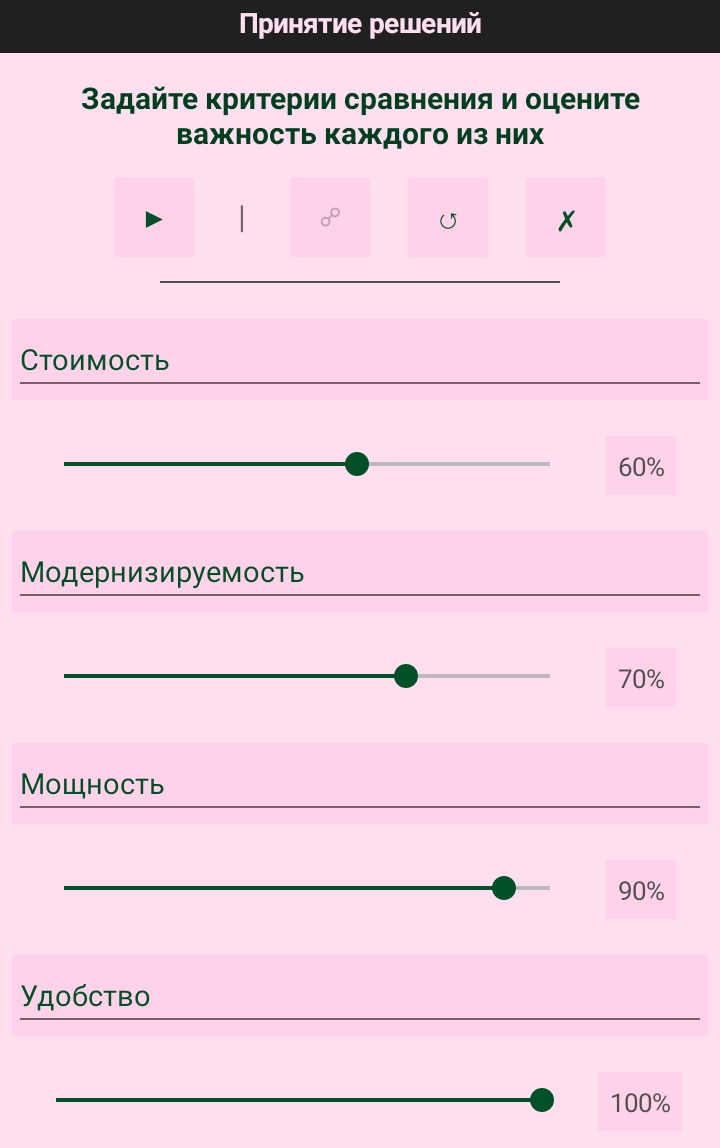 Принятие решений
Задайте критерии сравнения и оцените
важность каждого из них
Стоимость
60%
Модернизируемость
70%
Мощность
90%
Удобство
100%